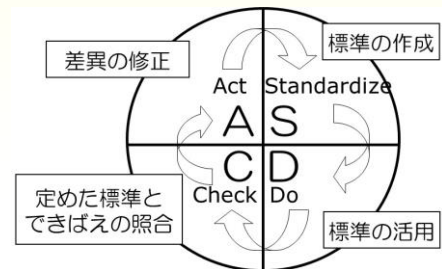 差異の修正
標準の作成
Act
Standardize
A
S
C
D
Check
Do
定めた標準と
できばえの照合
標準の活用